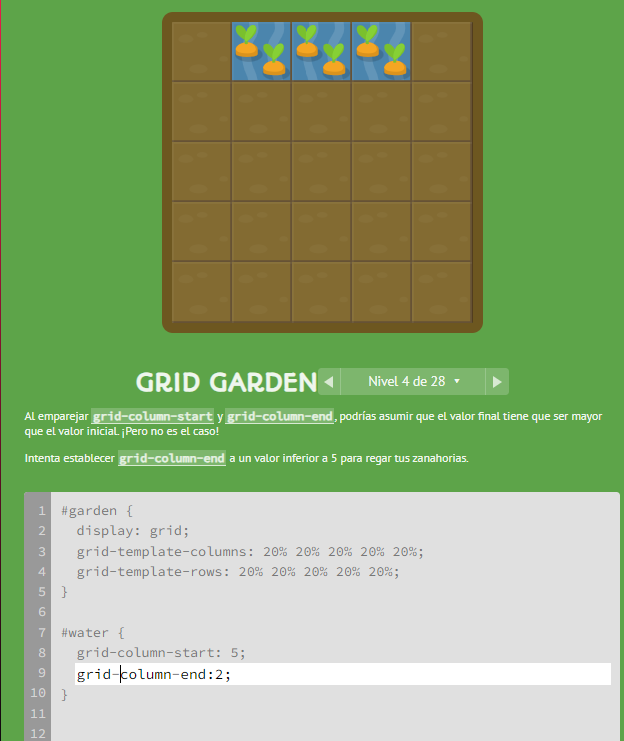 GRID GARDEN
Nivel 4 de 28
Al emparejar grid-column-start y grid-column-end, podrías asumir que el valor final tiene que ser mayor
que el valor inicial. ¡Pero no es el caso!
Intenta establecer grid-column-end a un valor inferior a 5 para regar tus zanahorias.
1 #garden {
2 display: grid;
3 grid-template-columns: 20% 20% 20% 20% 20%;
4 grid-template-rows: 20% 20% 20% 20% 20%;
5 }
6
7 #water {
8 grid-column-start: 5;
9 grid-column-end:2;
10 }
11
12